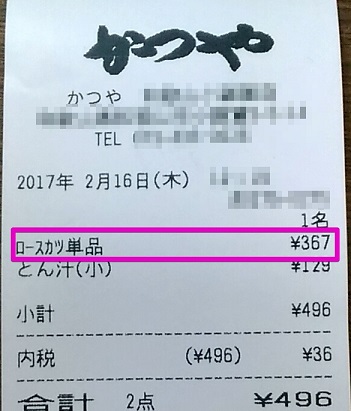 かつや
かつや
TEL
2017年 2月16日(木)
1名
ﾛｰｽｶﾂ単品 ¥367
とん汁(小) ¥129
小計 ¥496
内税 (¥496) ¥36
合計 2点 ¥496